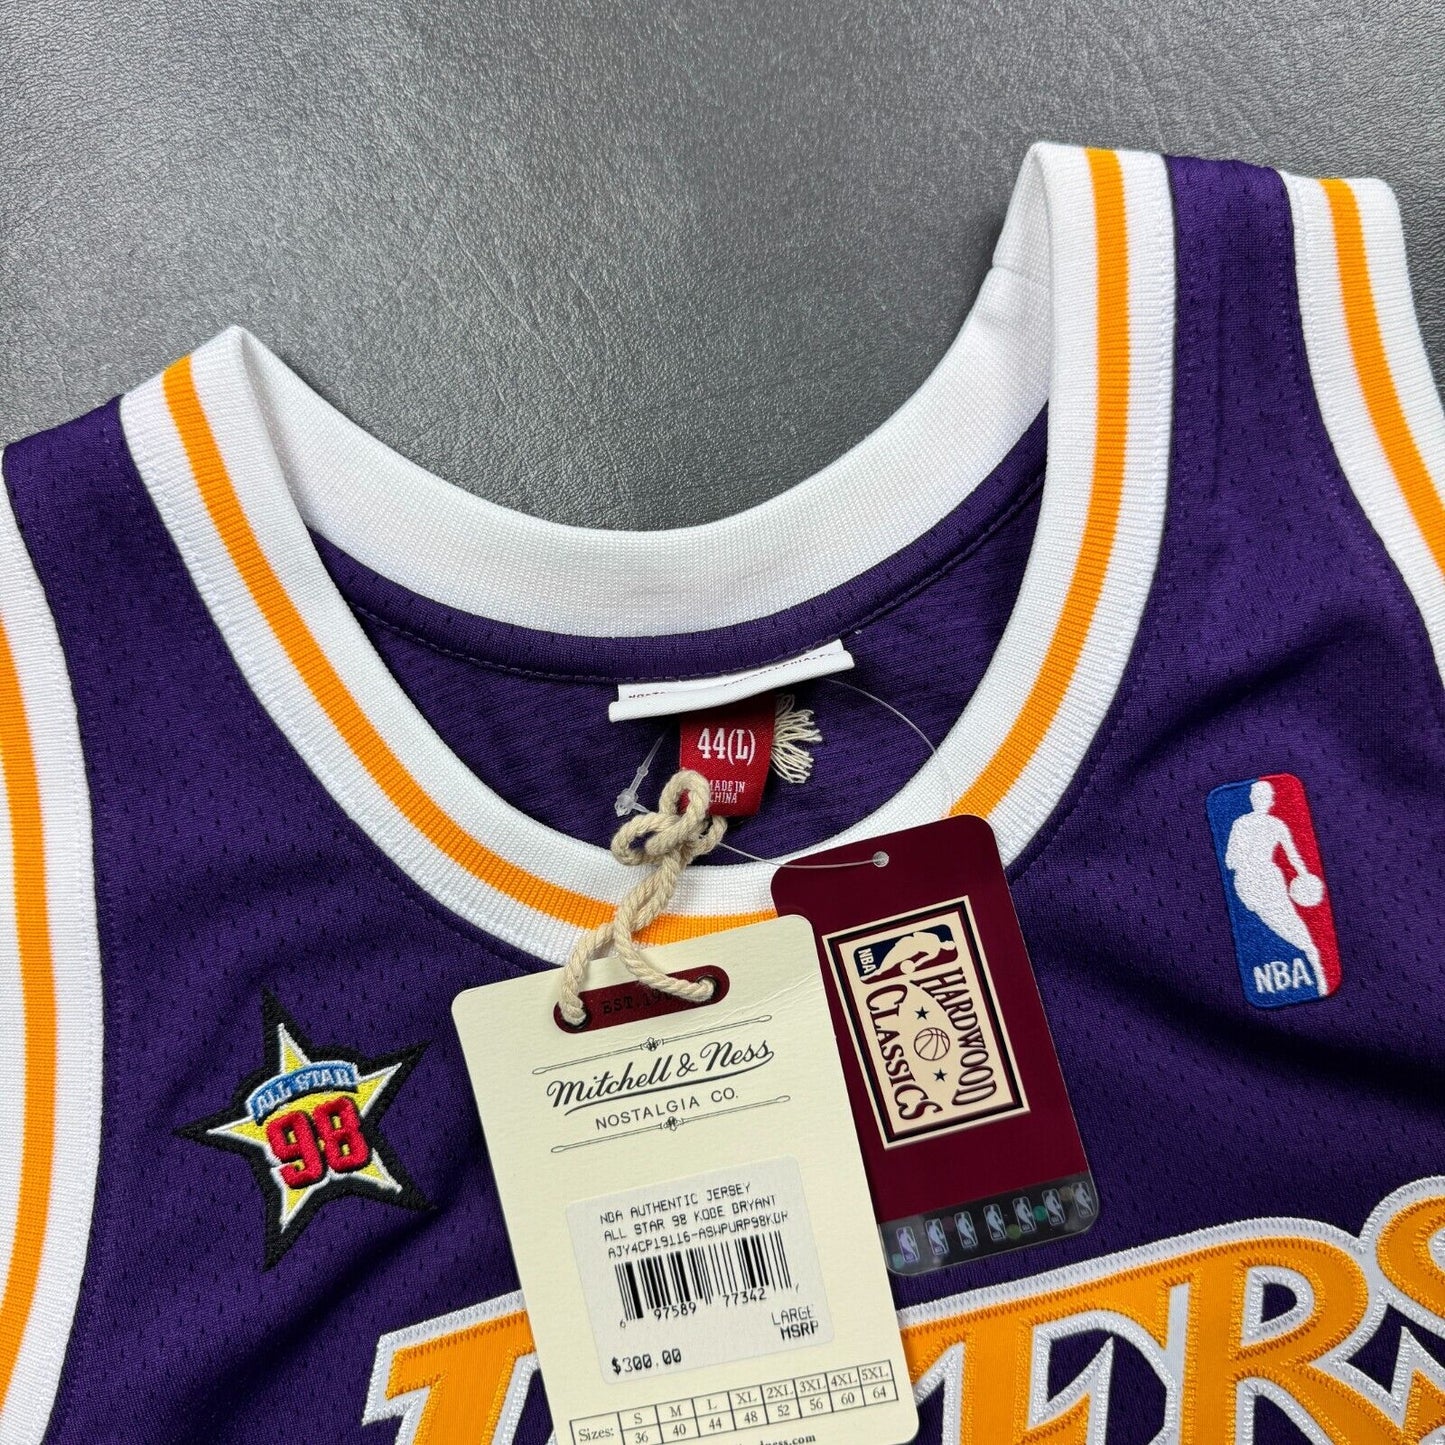 44(L)
MADE IN
CHINA
NBA
NBA
HARDWOOD
CLASSICS
ALL STAR
98
Mitchell & Ness
NOSTALGIA CO.
NBA AUTHENTIC JERSEY
ALL STAR 98 KOBE BRYANT
AJY4CP19116-ASWPURP98KBR
6 97589 77342
LARGE
MSRP
$300.00
Sizes: S M L XL 2XL 3XL 4XL 5XL
36 40 44 48 52 56 60 64